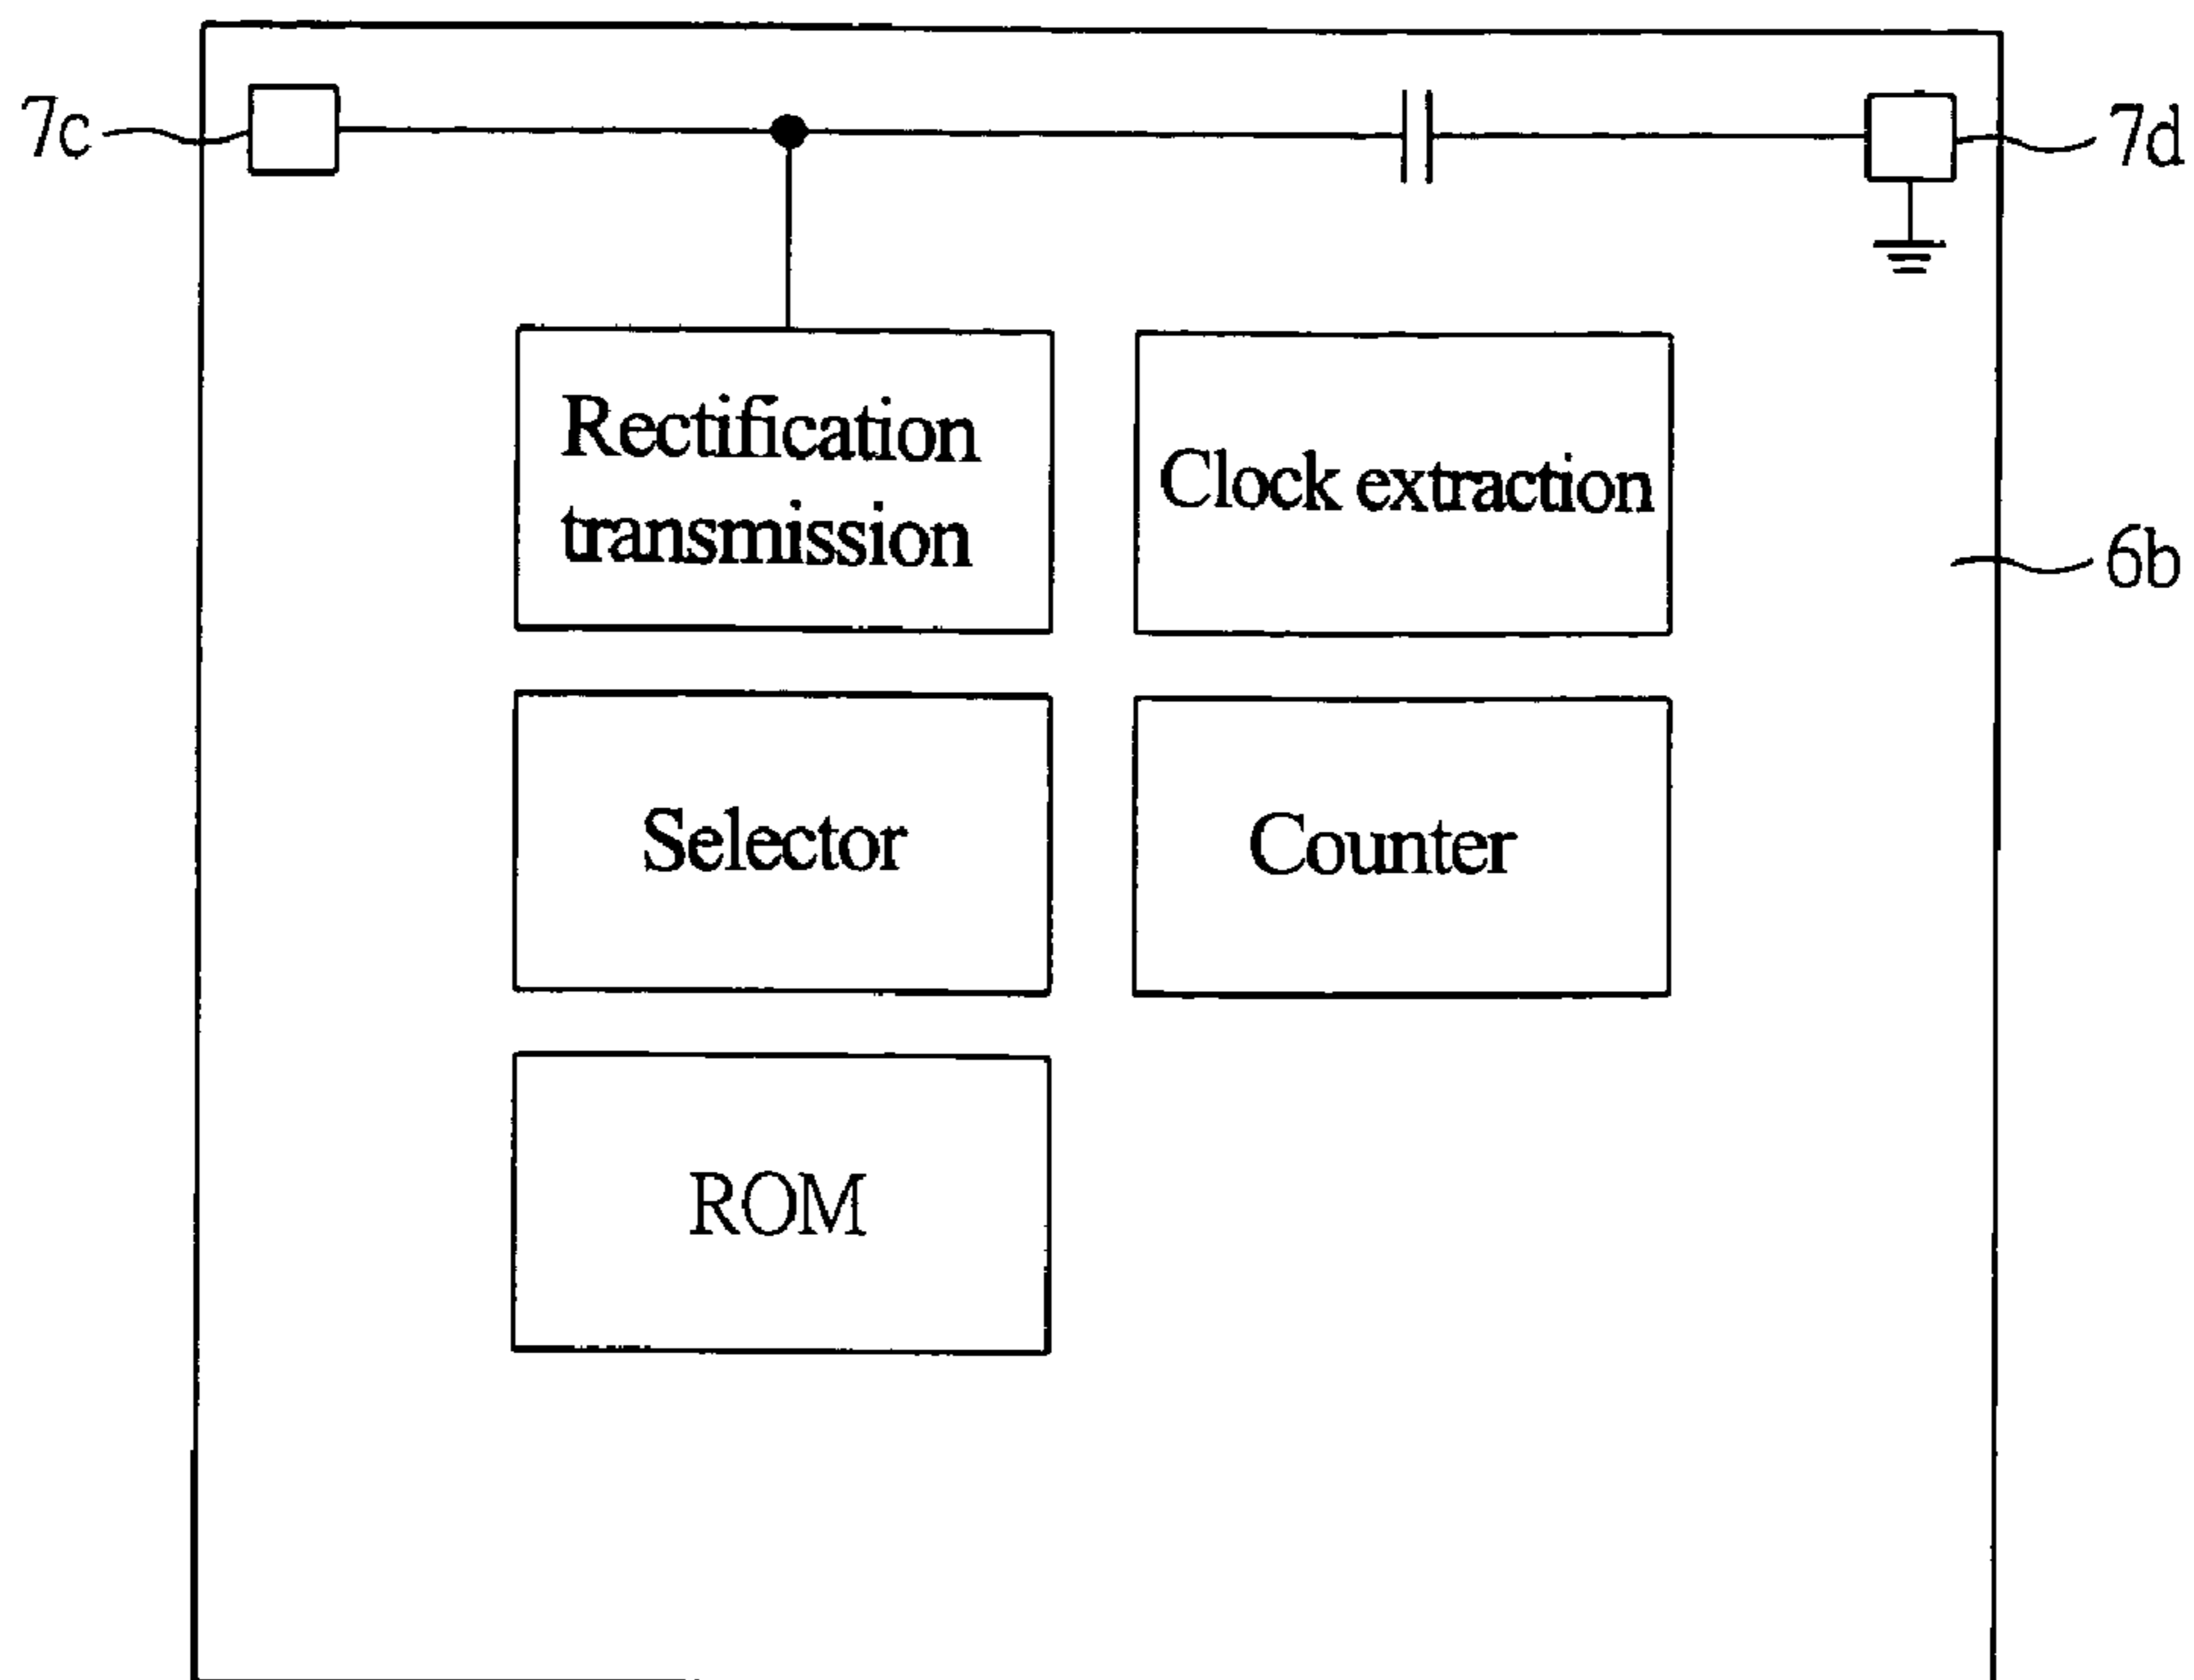 7c
7d
Rectification
transmission
Clock extraction
6b
Selector
Counter
ROM